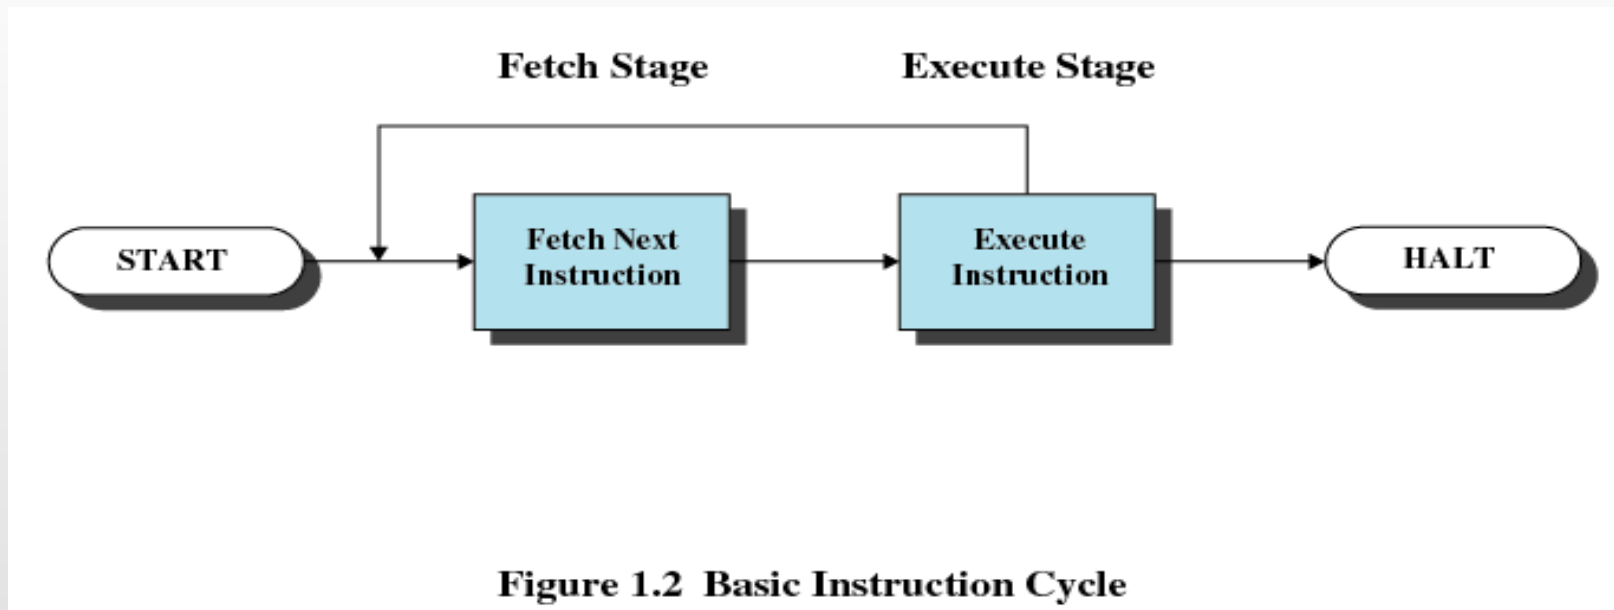 Fetch Stage
Execute Stage
START
Fetch Next
Instruction
Execute
Instruction
HALT
Figure 1.2 Basic Instruction Cycle